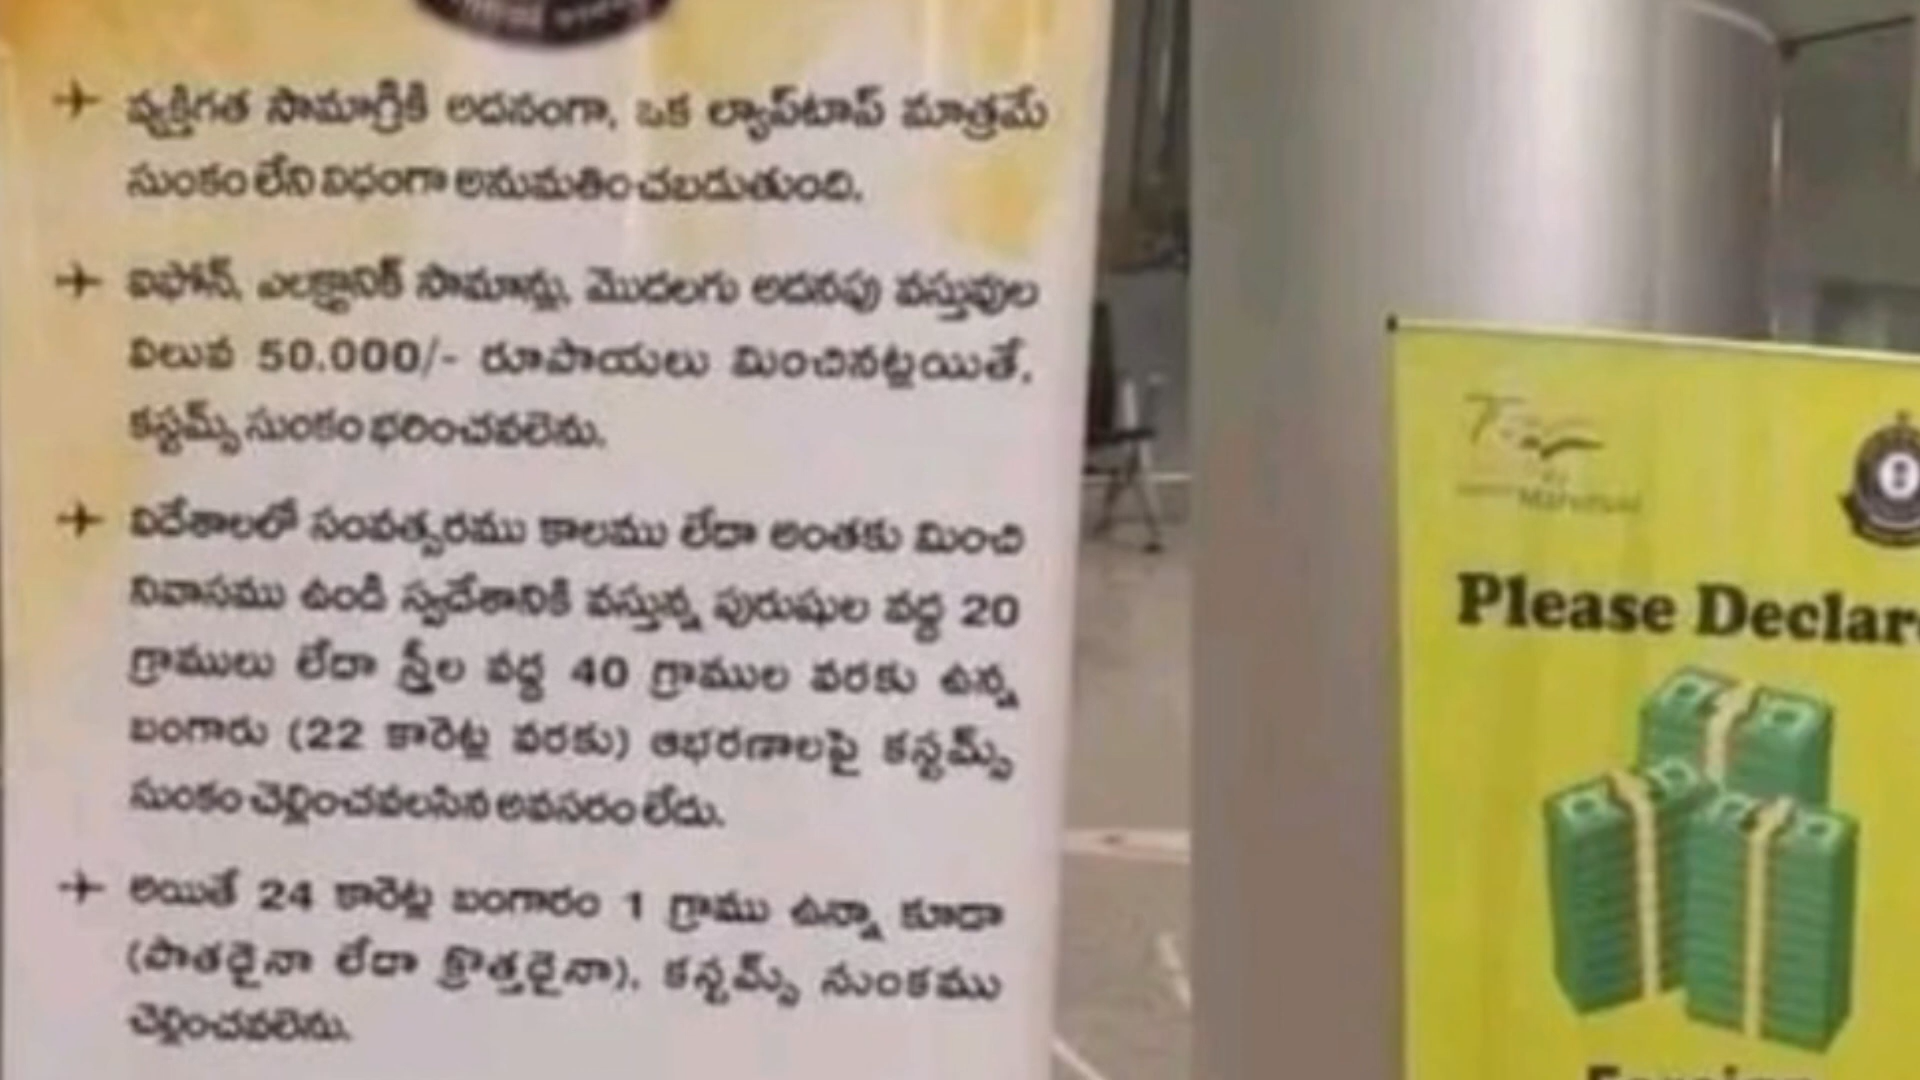 వ్యక్తిగత సామాగ్రికి అదనంగా, ఒక ల్యాప్‌టాప్ మాత్రమే
సుంకం లేని విధంగా అనుమతించబడుతుంది.
ఐఫోన్, ఎలక్ట్రానిక్ సామాన్లు, మొదలగు అదనపు వస్తువుల
విలువ 50.000/- రూపాయలు మించినట్లయితే,
కస్టమ్స్ సుంకం భరించవలెను.
విదేశాలలో సంవత్సరము కాలము లేదా అంతకు మించి
నివాసము ఉండి స్వదేశానికి వస్తున్న పురుషుల వద్ద 20
గ్రాములు లేదా స్త్రీల వద్ద 40 గ్రాముల వరకు ఉన్న
బంగారు (22 కారెట్ల వరకు) ఆభరణాలపై కస్టమ్స్
సుంకం చెల్లించవలసిన అవసరం లేదు.
అయితే 24 కారెట్ల బంగారం 1 గ్రాము ఉన్నా కూడా
(పాతదైనా లేదా క్రొత్తదైనా), కస్టమ్స్ సుంకము
చెల్లించవలెను.
Please Declare